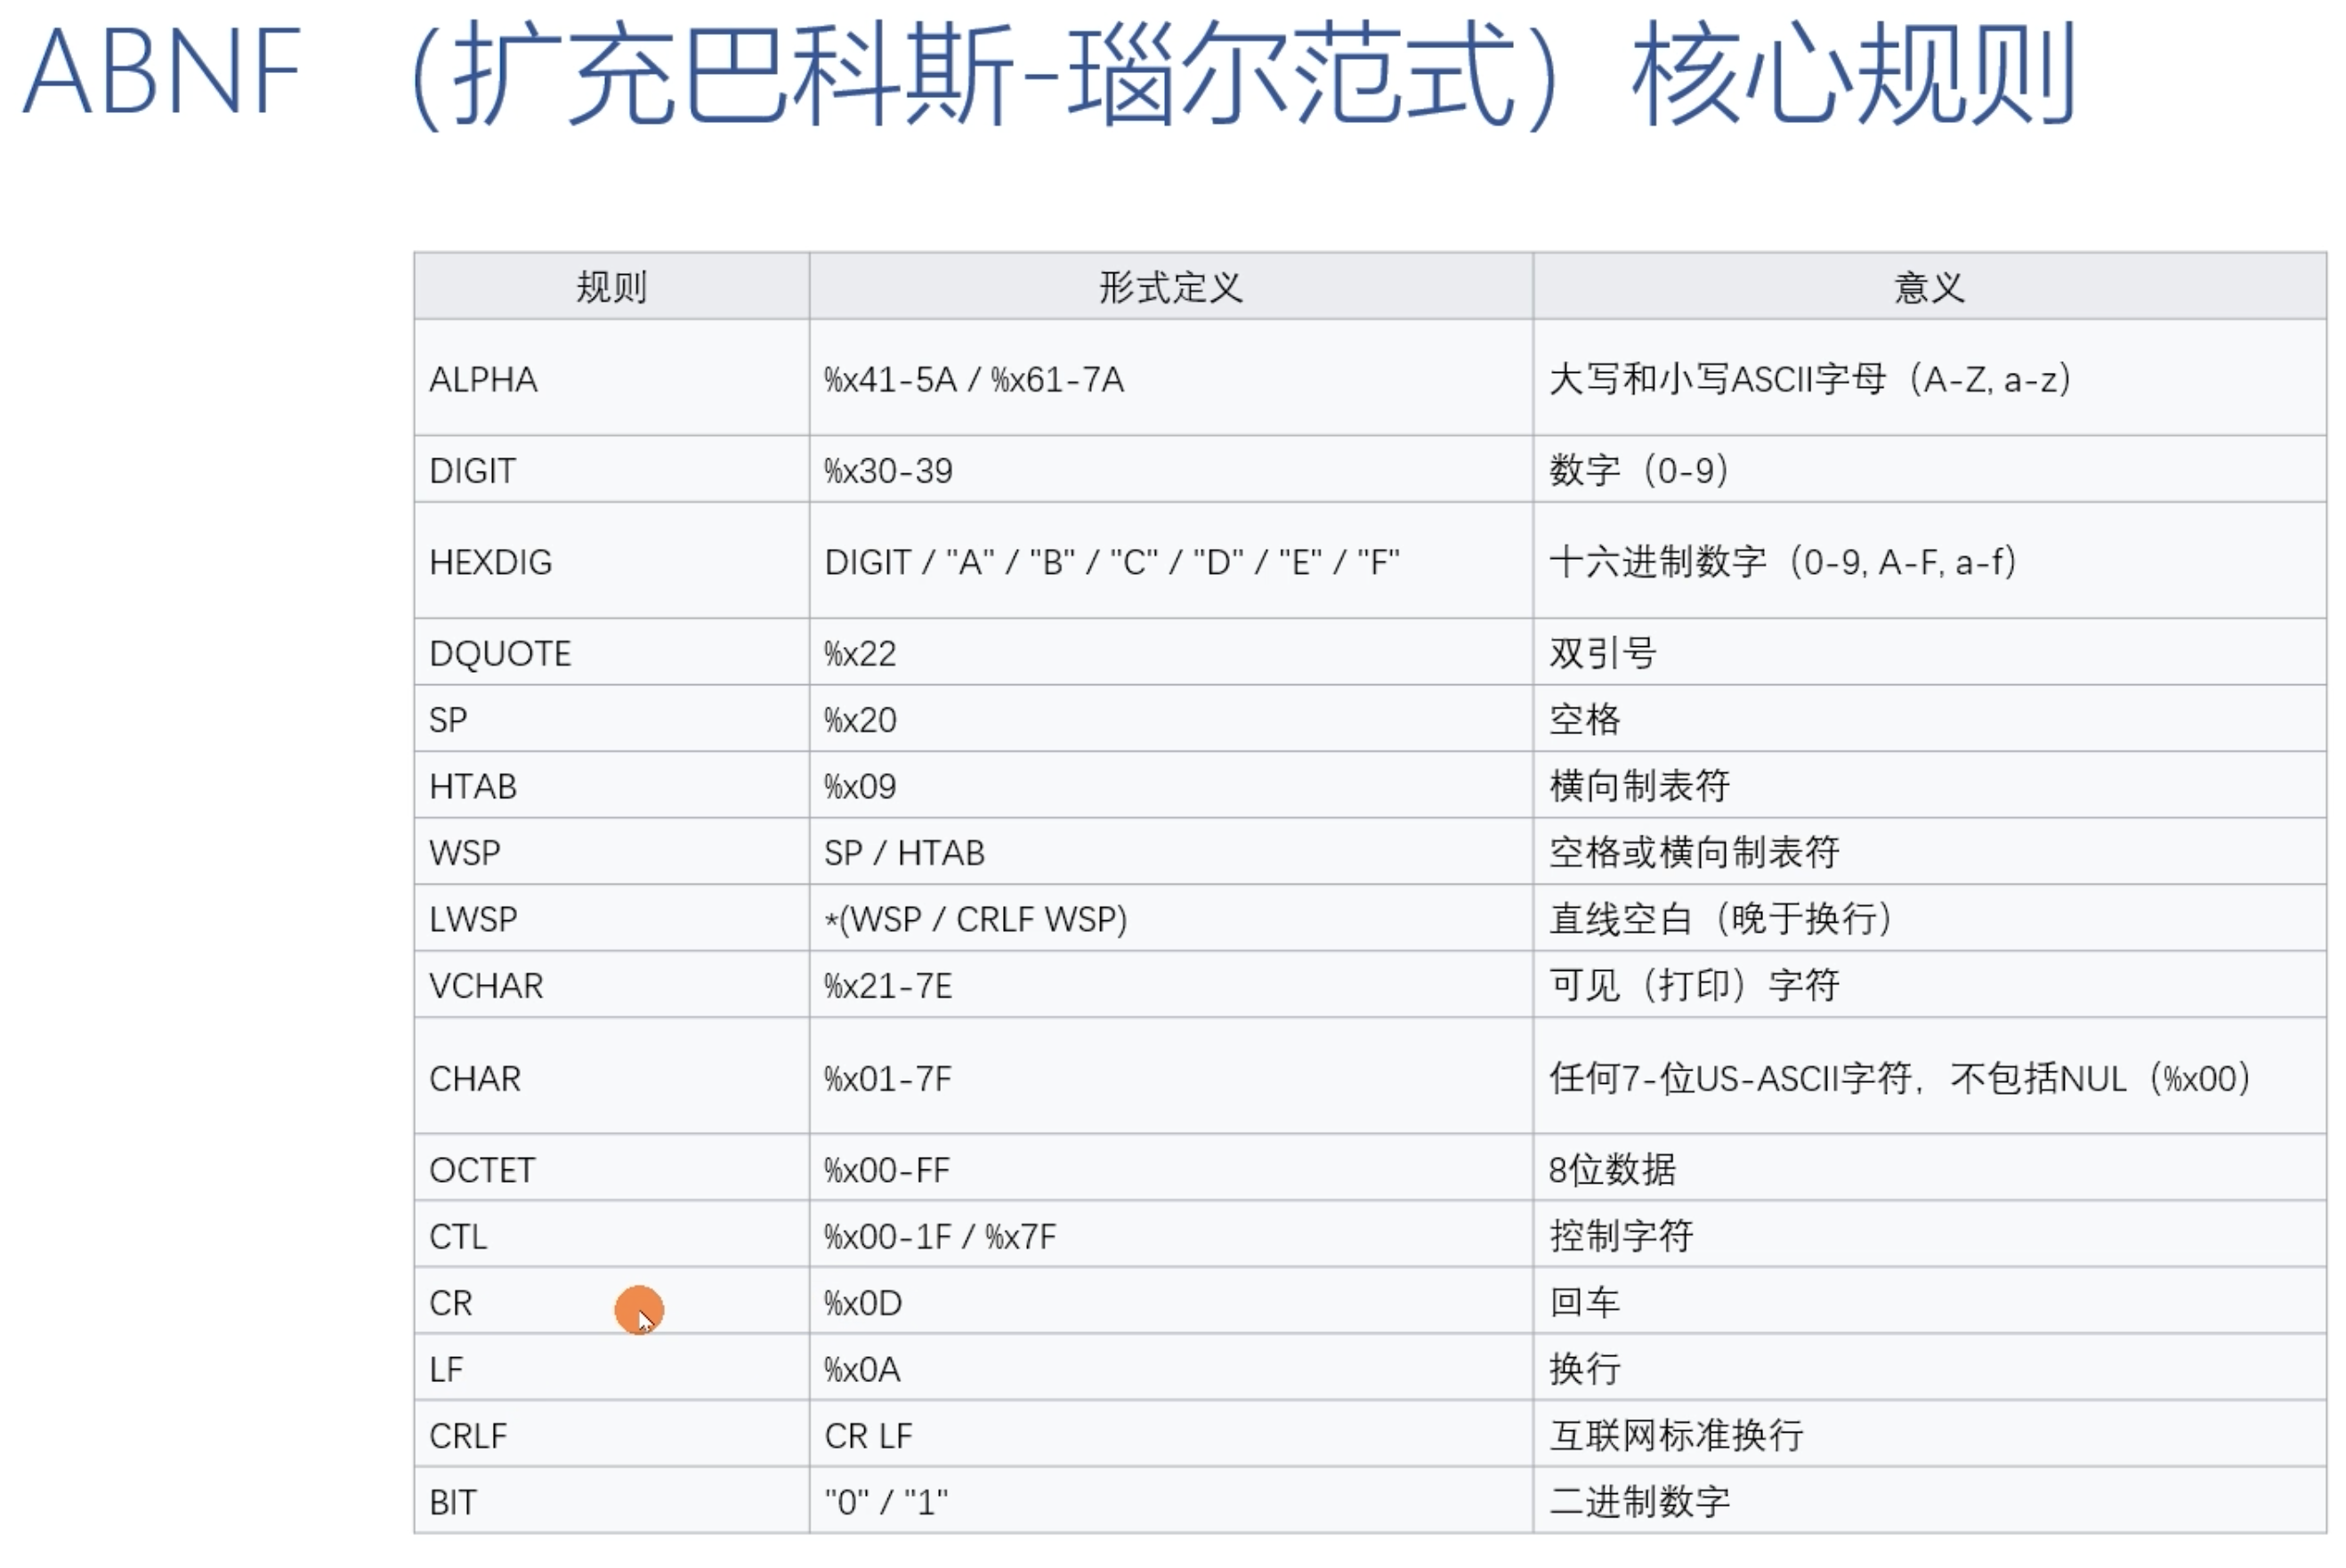 ABNF （扩充巴科斯-瑙尔范式）核心规则
规则 形式定义 意义
ALPHA %x41-5A / %x61-7A 大写和小写ASCII字母（A-Z, a-z）
DIGIT %x30-39 数字（0-9）
HEXDIG DIGIT / "A" / "B" / "C" / "D" / "E" / "F" 十六进制数字（0-9, A-F, a-f）
DQUOTE %x22 双引号
SP %x20 空格
HTAB %x09 横向制表符
WSP SP / HTAB 空格或横向制表符
LWSP *(WSP / CRLF WSP) 直线空白（晚于换行）
VCHAR %x21-7E 可见（打印）字符
CHAR %x01-7F 任何7-位US-ASCII字符，不包括NUL（%x00）
OCTET %x00-FF 8位数据
CTL %x00-1F / %x7F 控制字符
CR %x0D 回车
LF %x0A 换行
CRLF CR LF 互联网标准换行
BIT "0" / "1" 二进制数字